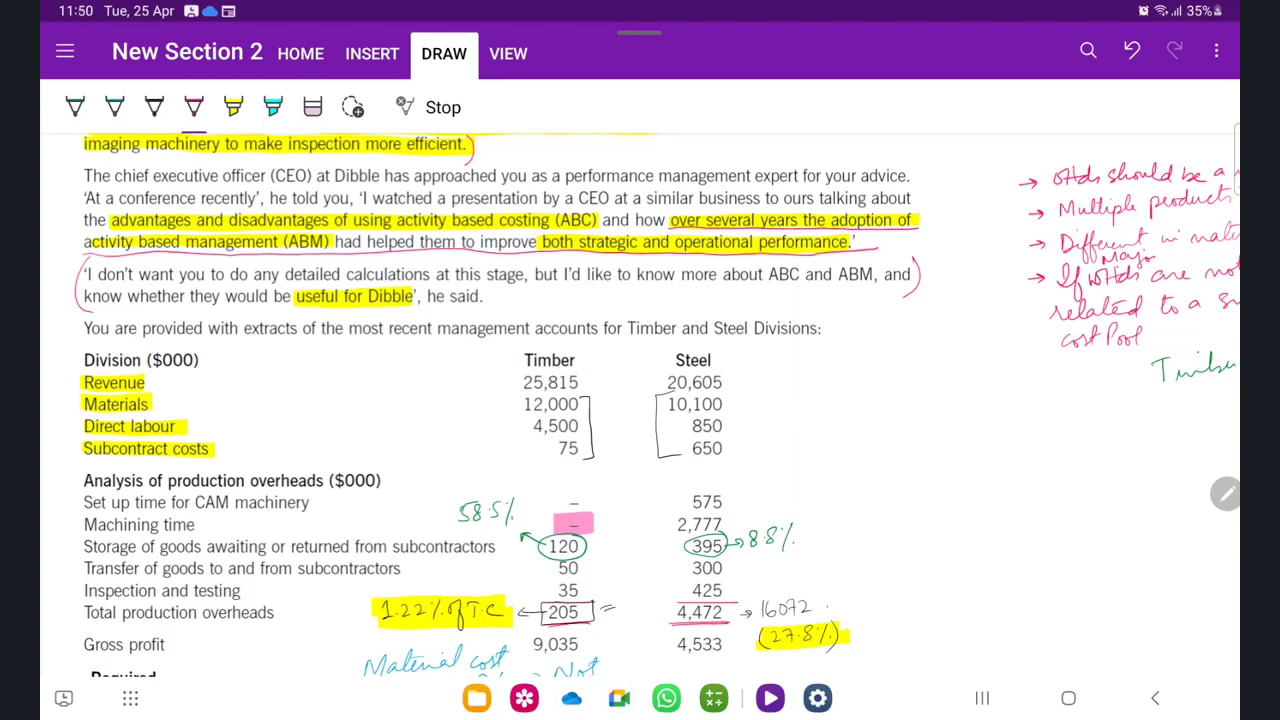 11:50 Tue, 25 Apr
35%
New Section 2 HOME INSERT DRAW VIEW
Stop
imaging machinery to make inspection more efficient.
The chief executive officer (CEO) at Dibble has approached you as a performance management expert for your advice.
'At a conference recently', he told you, 'I watched a presentation by a CEO at a similar business to ours talking about
the advantages and disadvantages of using activity based costing (ABC) and how over several years the adoption of
activity based management (ABM) had helped them to improve both strategic and operational performance.'
'I don't want you to do any detailed calculations at this stage, but I'd like to know more about ABC and ABM, and
know whether they would be useful for Dibble', he said.
You are provided with extracts of the most recent management accounts for Timber and Steel Divisions:
→ OHds should be a
→ Multiple products
→ Different in
Major
→ If OHds are not
related to a
cost Pool
Timber
Division ($000) Timber Steel
Revenue 25,815 20,605
Materials 12,000 10,100
Direct labour 4,500 850
Subcontract costs 75 650
Analysis of production overheads ($000)
Set up time for CAM machinery – 575
58.5%
Machining time – 2,777
Storage of goods awaiting or returned from subcontractors 120 395 → 8.8%
Transfer of goods to and from subcontractors 50 300
Inspection and testing 35 425
Total production overheads 1.22% of T.C ← 205 = 4,472 → 16072
(27.8%)
Gross profit 9,035 4,533
Material cost
Not